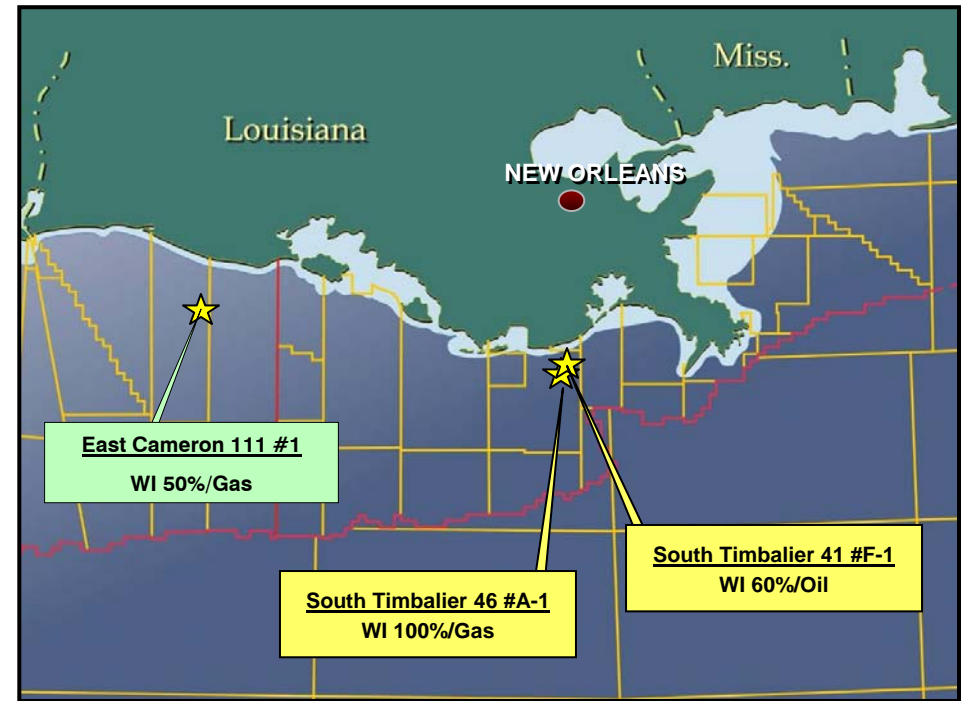 Miss.
Louisiana
NEW ORLEANS
East Cameron 111 #1
WI 50%/Gas
South Timbalier 41 #F-1
WI 60%/Oil
South Timbalier 46 #A-1
WI 100%/Gas